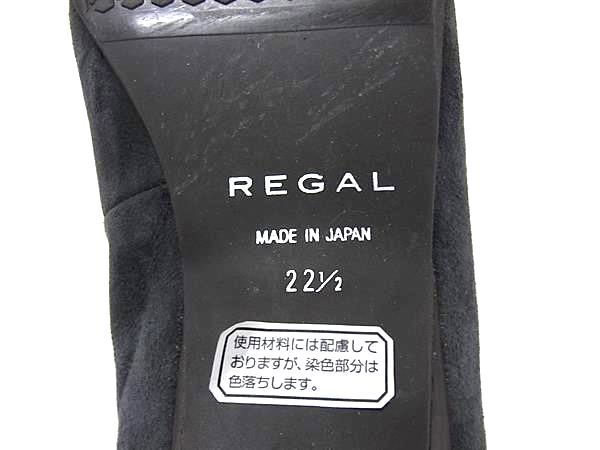 REGAL
MADE IN JAPAN
22½
使用材料には配慮して
おりますが、染色部分は
色落ちします。